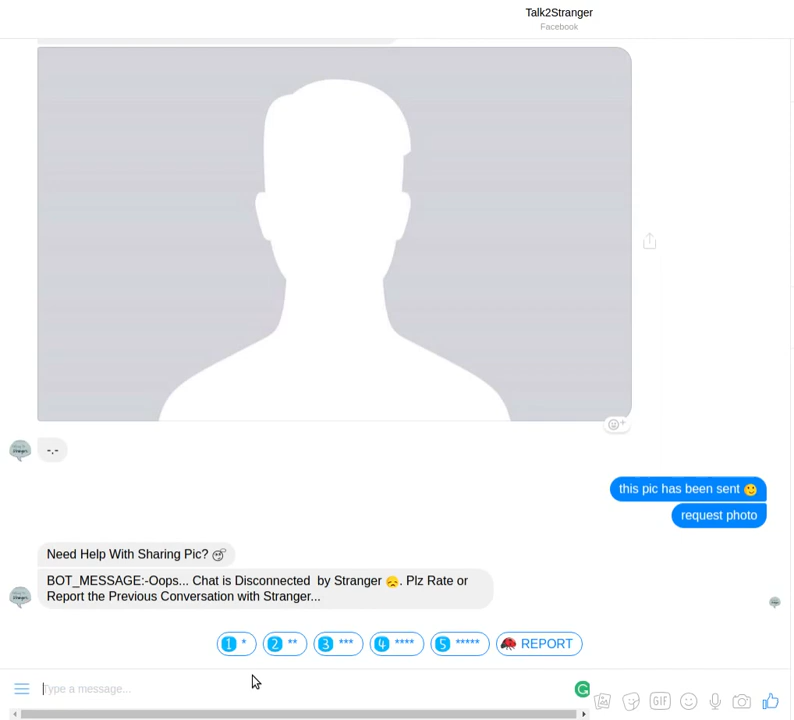 Talk2Stranger
Facebook
-.-
this pic has been sent 🙂
request photo
Need Help With Sharing Pic? 😴
BOT_MESSAGE:-Oops... Chat is Disconnected by Stranger 😞. Plz Rate or
Report the Previous Conversation with Stranger...
1 * 2 ** 3 *** 4 **** 5 ***** 🐞 REPORT
Type a message...
GIF